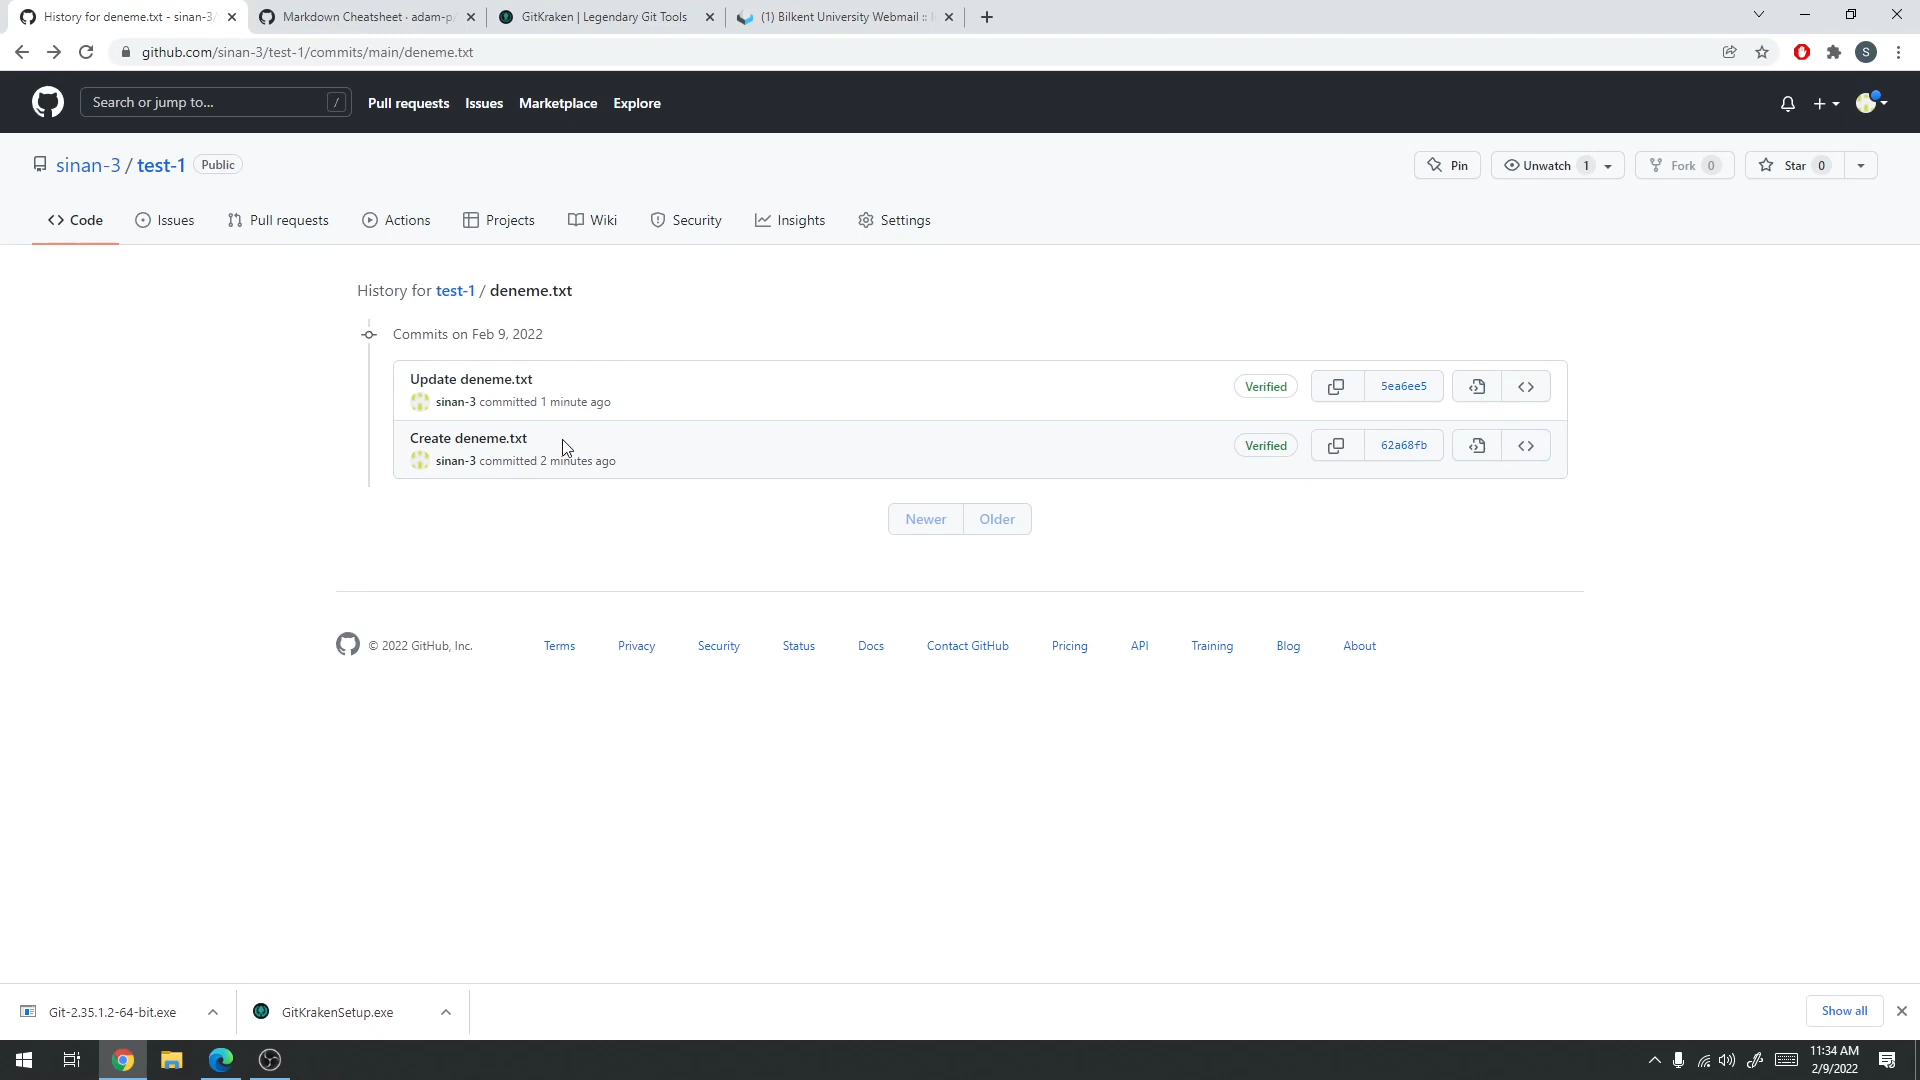 History for deneme.txt - sinan-3/
Markdown Cheatsheet · adam-p/
GitKraken | Legendary Git Tools
(1) Bilkent University Webmail ::
github.com/sinan-3/test-1/commits/main/deneme.txt
S
Search or jump to...
/
Pull requests
Issues
Marketplace
Explore
sinan-3 / test-1
Public
Pin
Unwatch 1
Fork 0
Star 0
Code
Issues
Pull requests
Actions
Projects
Wiki
Security
Insights
Settings
History for test-1 / deneme.txt
Commits on Feb 9, 2022
Update deneme.txt
sinan-3 committed 1 minute ago
Verified
5ea6ee5
Create deneme.txt
sinan-3 committed 2 minutes ago
Verified
62a68fb
Newer
Older
© 2022 GitHub, Inc.
Terms
Privacy
Security
Status
Docs
Contact GitHub
Pricing
API
Training
Blog
About
Git-2.35.1.2-64-bit.exe
GitKrakenSetup.exe
Show all
11:34 AM
2/9/2022